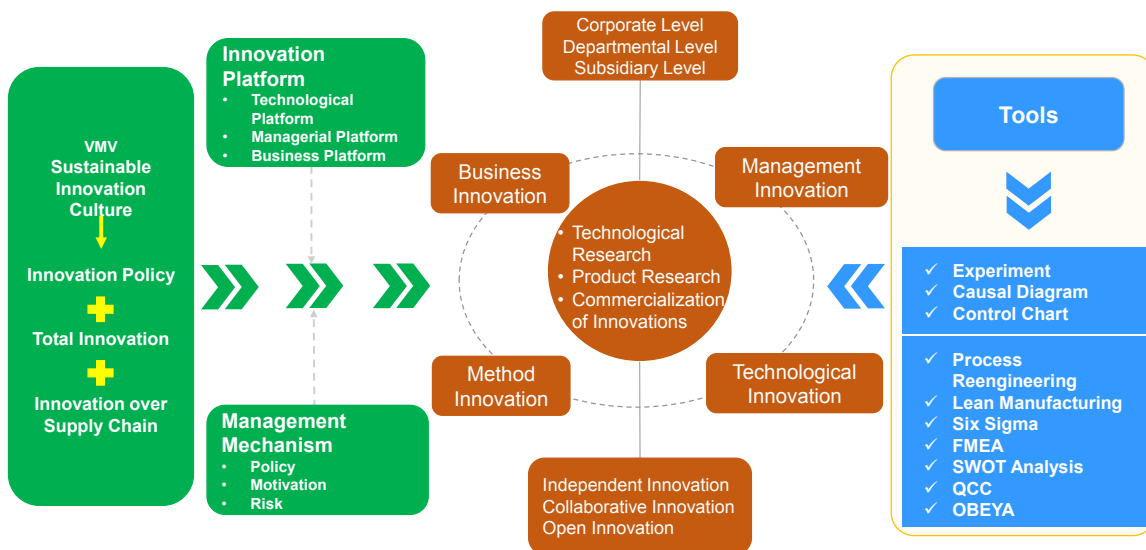 VMV
Sustainable
Innovation
Culture
Innovation Policy
Total Innovation
Innovation over
Supply Chain
Innovation
Platform
• Technological
Platform
• Managerial Platform
• Business Platform
Management
Mechanism
• Policy
• Motivation
• Risk
Corporate Level
Departmental Level
Subsidiary Level
Business
Innovation
Management
Innovation
• Technological
Research
• Product Research
• Commercialization
of Innovations
Method
Innovation
Technological
Innovation
Independent Innovation
Collaborative Innovation
Open Innovation
Tools
✓ Experiment
✓ Causal Diagram
✓ Control Chart
✓ Process
Reengineering
✓ Lean Manufacturing
✓ Six Sigma
✓ FMEA
✓ SWOT Analysis
✓ QCC
✓ OBEYA